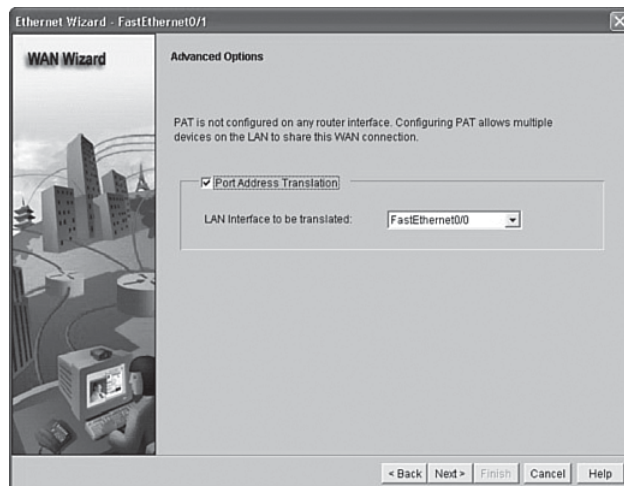 Ethernet Wizard - FastEthernet0/1
WAN Wizard
Advanced Options
PAT is not configured on any router interface. Configuring PAT allows multiple
devices on the LAN to share this WAN connection.
Port Address Translation
LAN Interface to be translated:
FastEthernet0/0
< Back
Next >
Finish
Cancel
Help